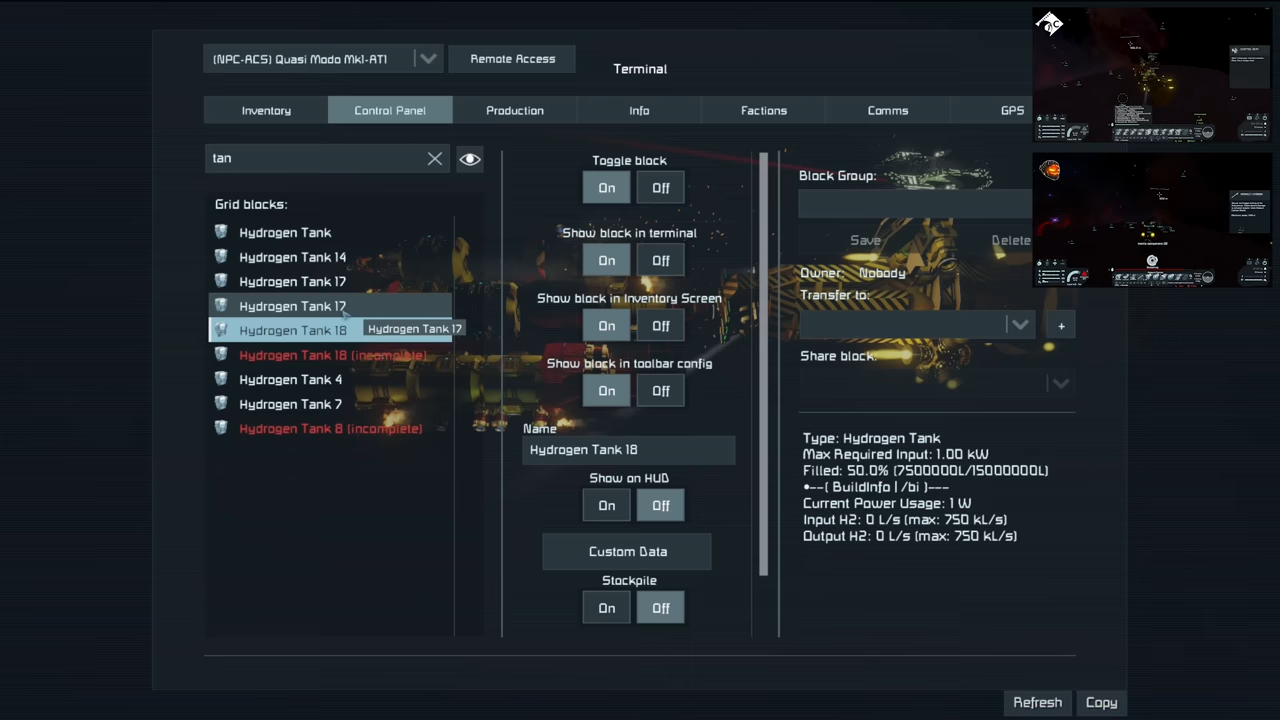 [NPC-ACS] Quasi Modo Mk1-AT1
Remote Access
Terminal
Inventory
Control Panel
Production
Info
Factions
Comms
GPS
tan
Grid blocks:
Hydrogen Tank
Hydrogen Tank 14
Hydrogen Tank 17
Hydrogen Tank 17
Hydrogen Tank 18
Hydrogen Tank 17
Hydrogen Tank 18 (incomplete)
Hydrogen Tank 4
Hydrogen Tank 7
Hydrogen Tank 8 (incomplete)
Toggle block
On Off
Show block in terminal
On Off
Show block in Inventory Screen
On Off
Show block in toolbar config
On Off
Name
Hydrogen Tank 18
Show on HUD
On Off
Custom Data
Stockpile
On Off
Block Group:
Save Delete
Owner: Nobody
Transfer to:
+
Share block:
Type: Hydrogen Tank
Max Required Input: 1.00 kW
Filled: 50.0% (7500000L/15000000L)
•--( BuildInfo | /bi )---
Current Power Usage: 1 W
Input H2: 0 L/s (max: 750 kL/s)
Output H2: 0 L/s (max: 750 kL/s)
Refresh
Copy